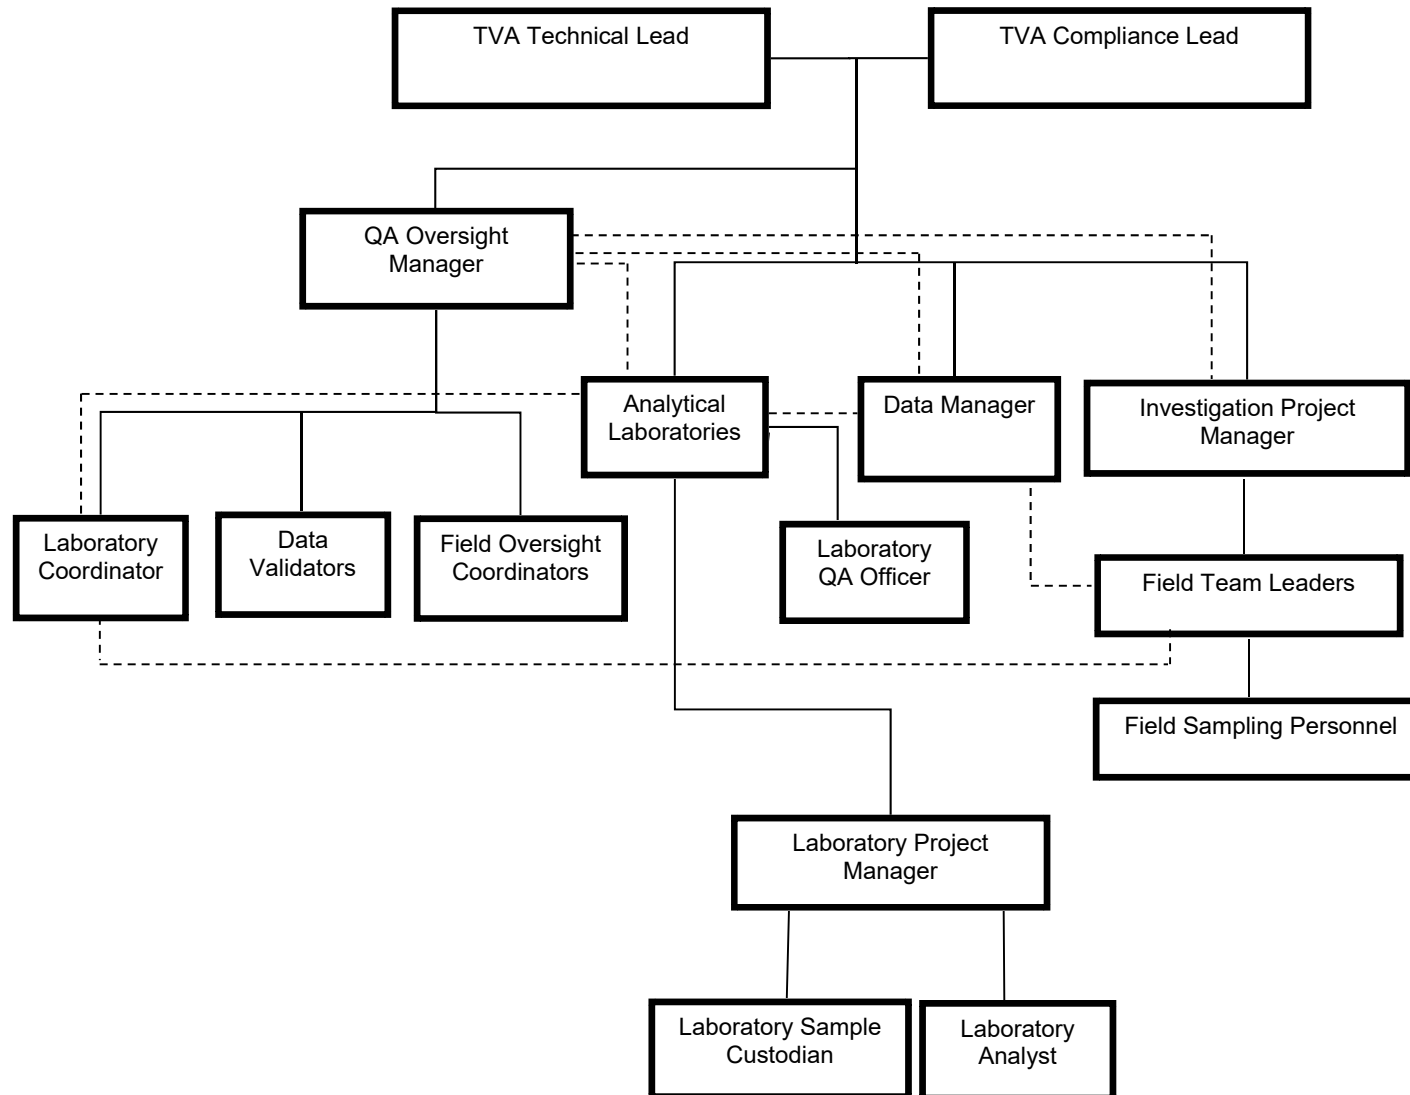 TVA Technical Lead
TVA Compliance Lead
QA Oversight
Manager
Analytical
Laboratories
Data Manager
Investigation Project
Manager
Laboratory
Coordinator
Data
Validators
Field Oversight
Coordinators
Laboratory
QA Officer
Field Team Leaders
Field Sampling Personnel
Laboratory Project
Manager
Laboratory Sample
Custodian
Laboratory
Analyst